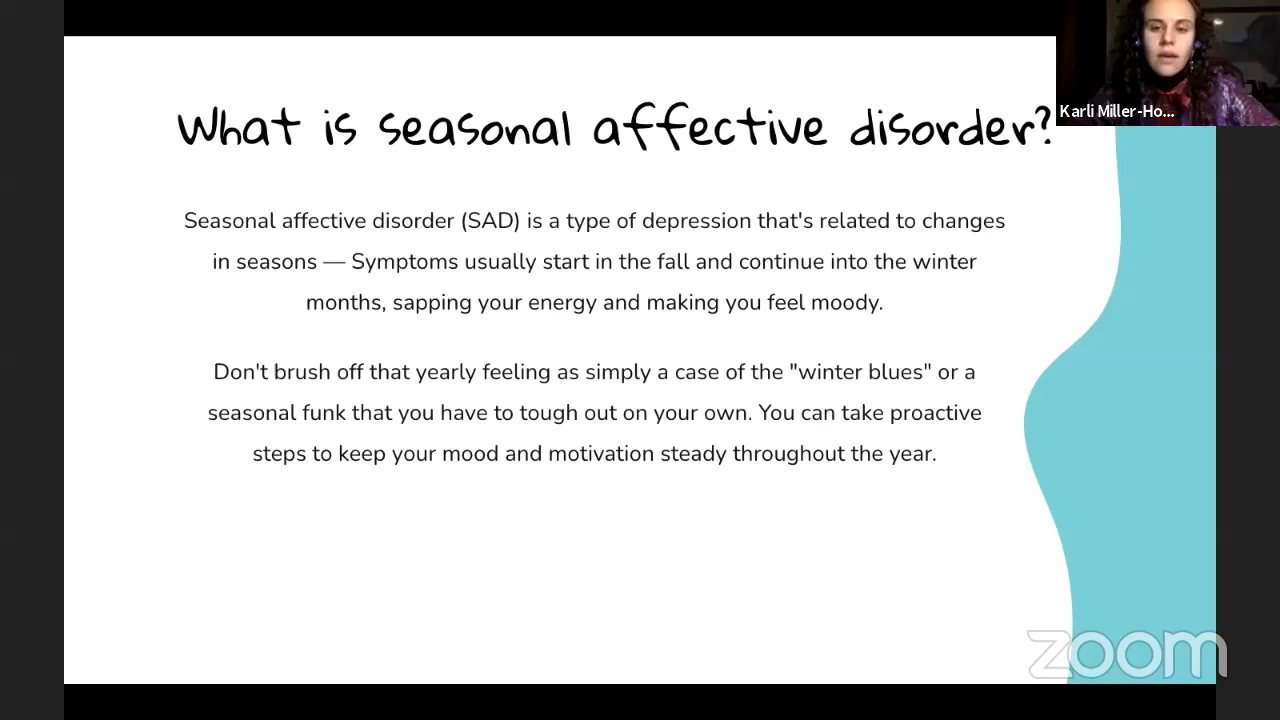 What is seasonal affective disorder?
Karli Miller-Ho...
Seasonal affective disorder (SAD) is a type of depression that's related to changes
in seasons — Symptoms usually start in the fall and continue into the winter
months, sapping your energy and making you feel moody.
Don't brush off that yearly feeling as simply a case of the "winter blues" or a
seasonal funk that you have to tough out on your own. You can take proactive
steps to keep your mood and motivation steady throughout the year.
zoom